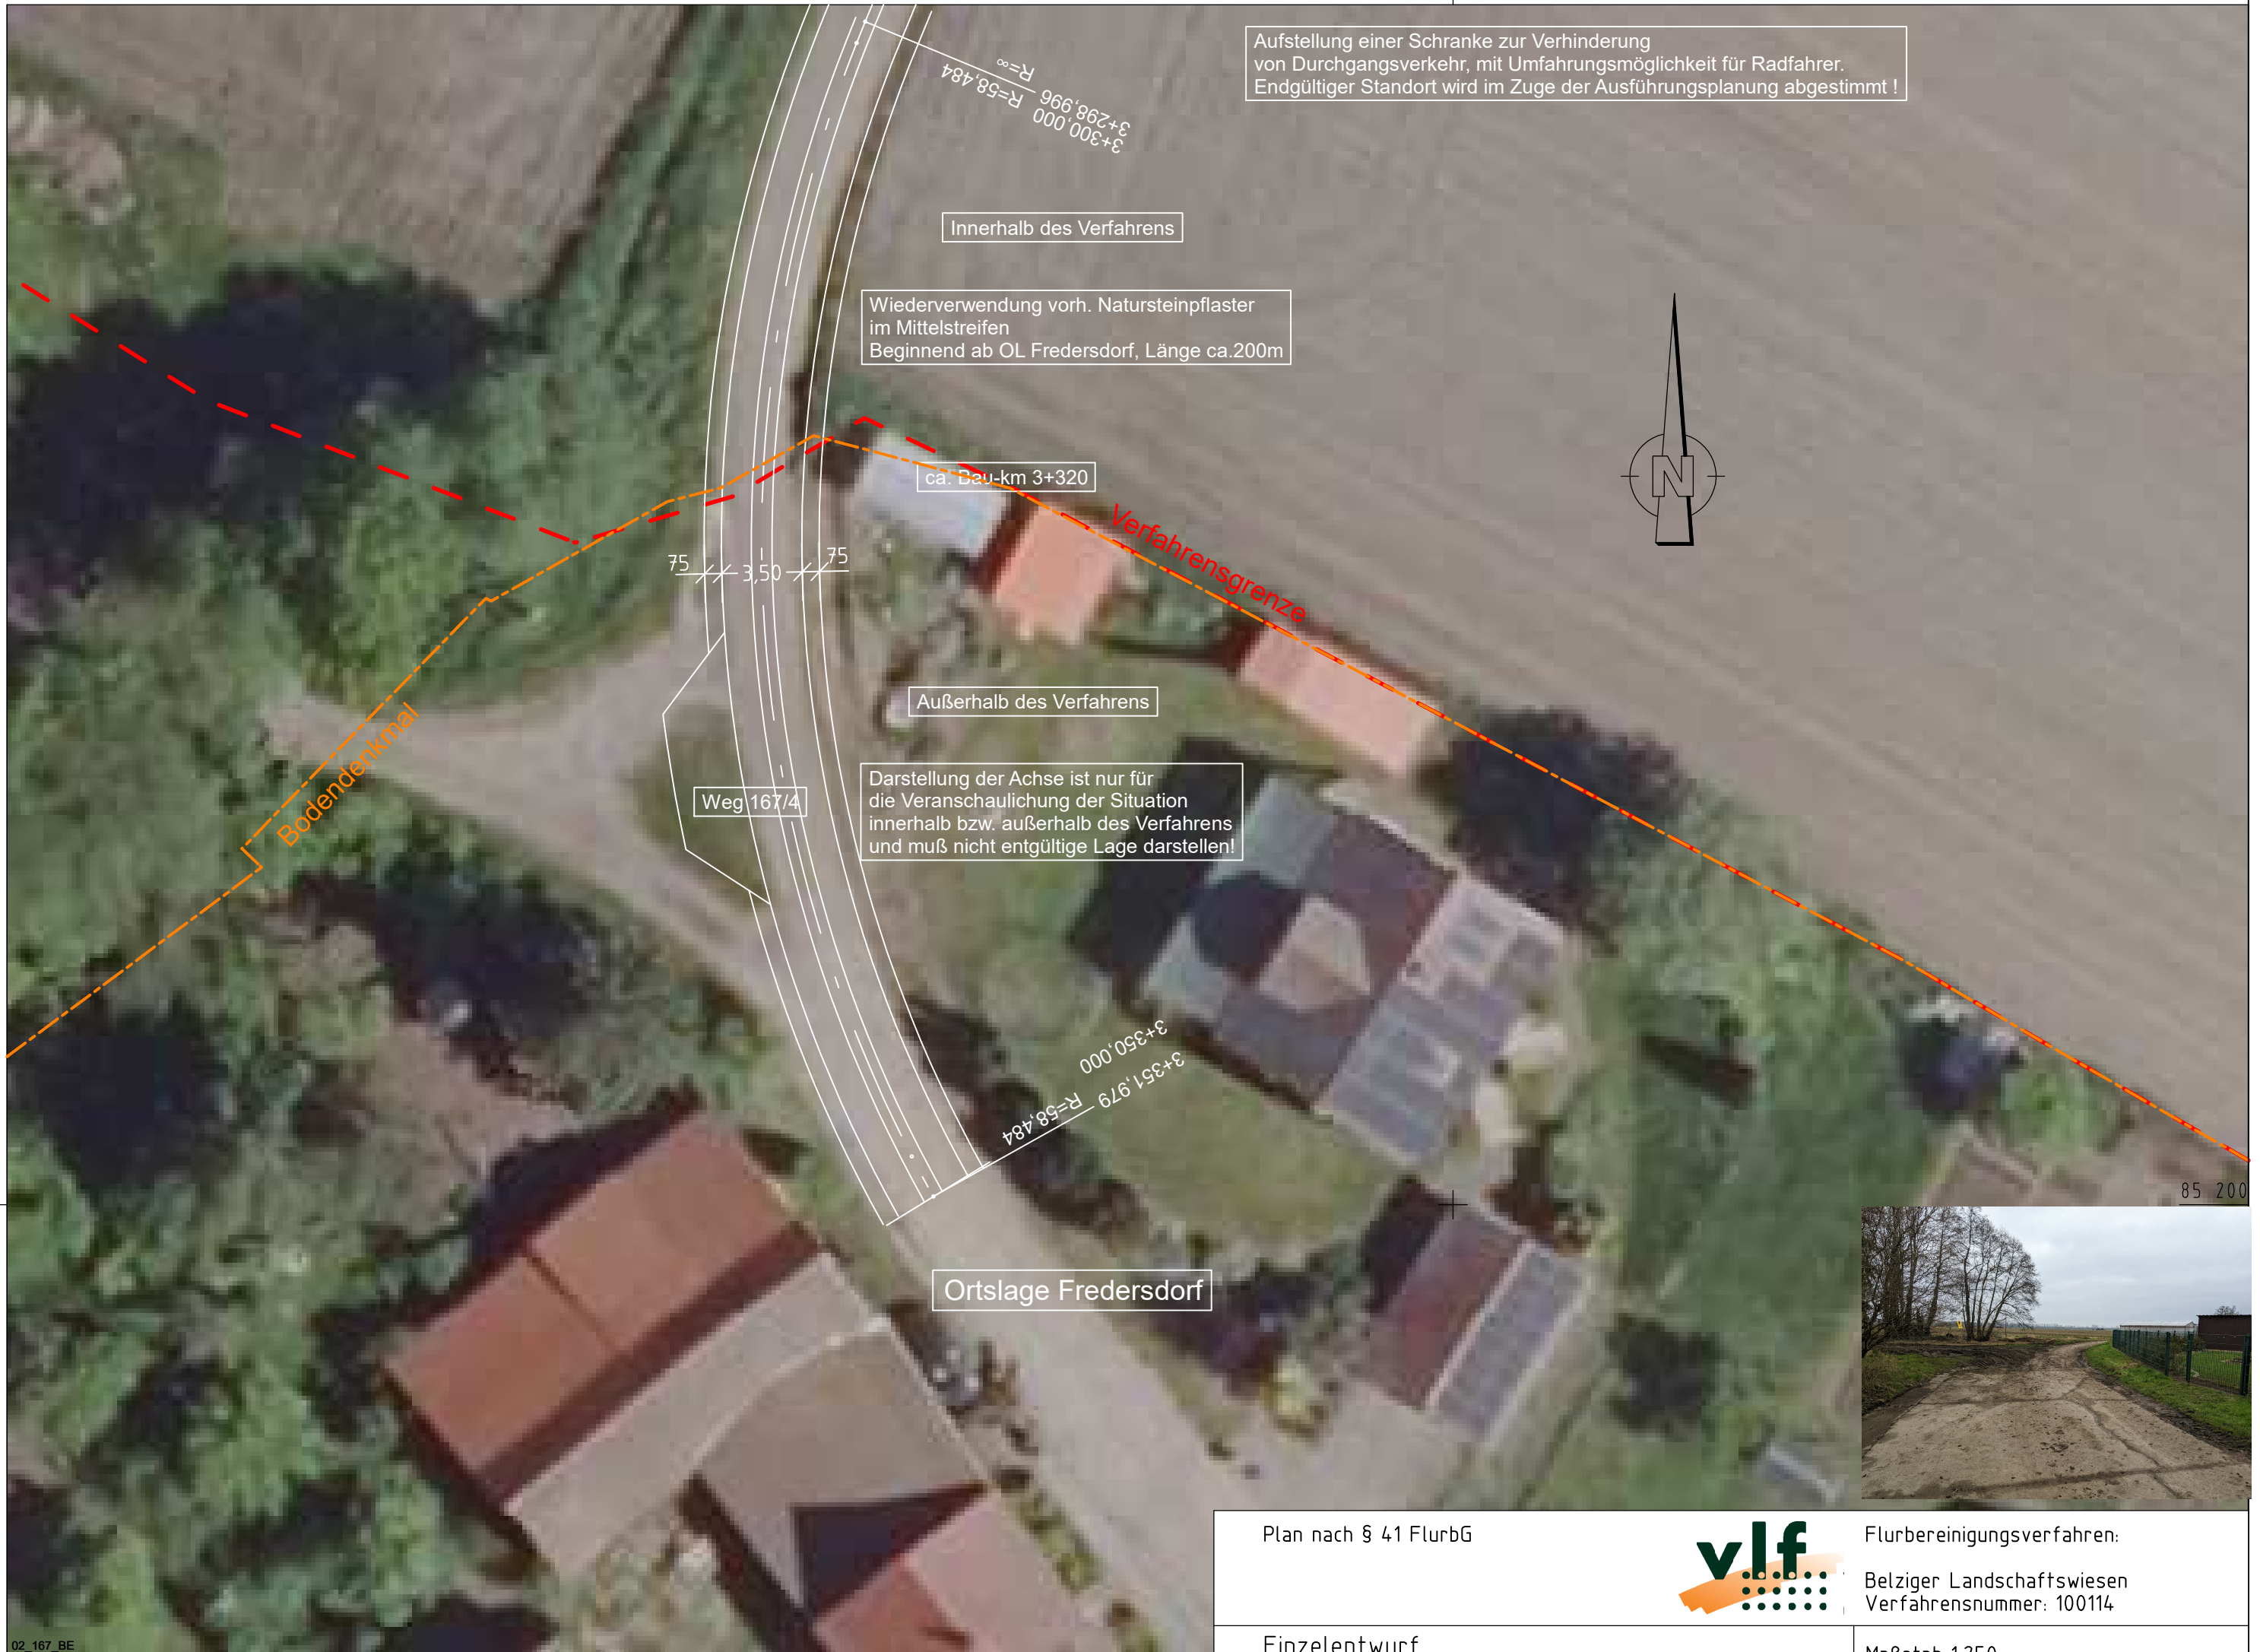 Aufstellung einer Schranke zur Verhinderung
von Durchgangsverkehr, mit Umfahrungsmöglichkeit für Radfahrer.
Endgültiger Standort wird im Zuge der Ausführungsplanung abgestimmt !
R=∞
R=58,484
3+298,996
3+300,000
Innerhalb des Verfahrens
Wiederverwendung vorh. Natursteinpflaster
im Mittelstreifen
Beginnend ab OL Fredersdorf, Länge ca.200m
ca. Bau-km 3+320
N
Verfahrensgrenze
75
3,50
75
Außerhalb des Verfahrens
Bodendenkmal
Weg 167/4
Darstellung der Achse ist nur für
die Veranschaulichung der Situation
innerhalb bzw. außerhalb des Verfahrens
und muß nicht entgültige Lage darstellen!
3+350,000
3+351,979
R=58,484
85 200
Ortslage Fredersdorf
Plan nach § 41 FlurbG
vlf
Flurbereinigungsverfahren:
Belziger Landschaftswiesen
Verfahrensnummer: 100114
Einzelentwurf
02_167_BE